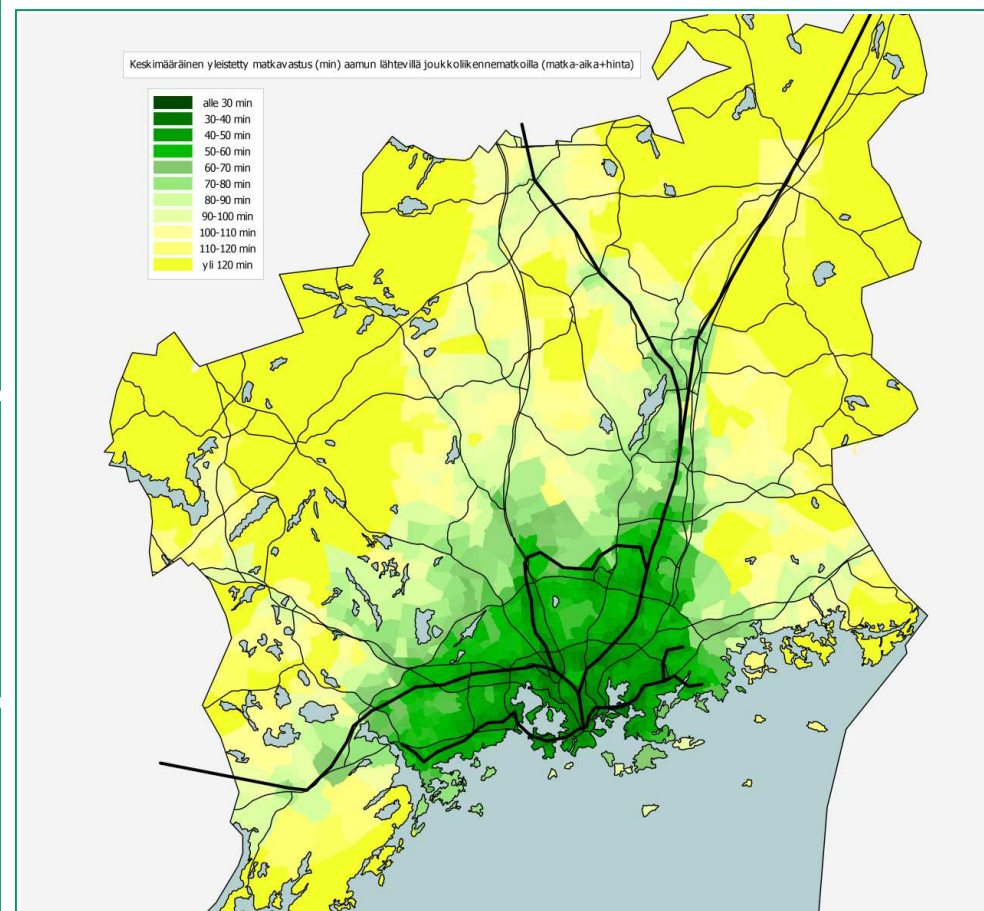 Keskimääräinen yleistetty matkavastus (min) aamun lähtevillä joukkoliikennematkoilla (matka-aika+hinta)
alle 30 min
30-40 min
40-50 min
50-60 min
60-70 min
70-80 min
80-90 min
90-100 min
100-110 min
110-120 min
yli 120 min